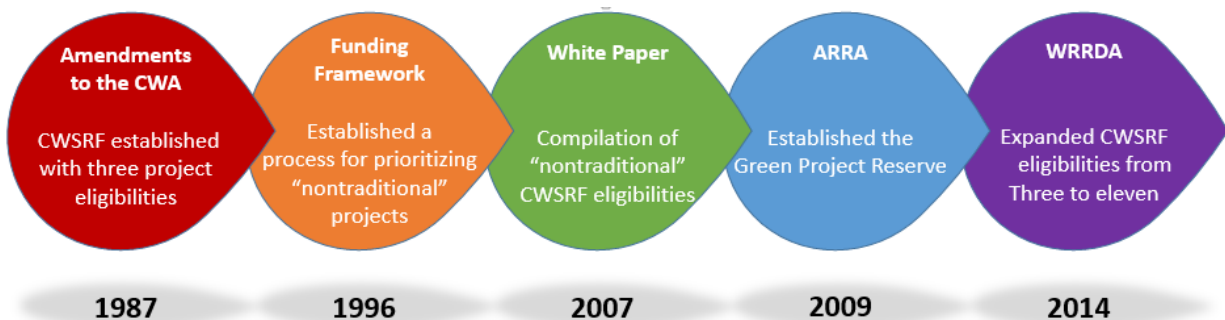 Amendments
to the CWA
CWSRF established
with three project
eligibilities
1987
Funding
Framework
Established a
process for prioritizing
“nontraditional”
projects
1996
White Paper
Compilation of
“nontraditional”
CWSRF eligibilities
2007
ARRA
Established the
Green Project Reserve
2009
WRRDA
Expanded CWSRF
eligibilities from
Three to eleven
2014